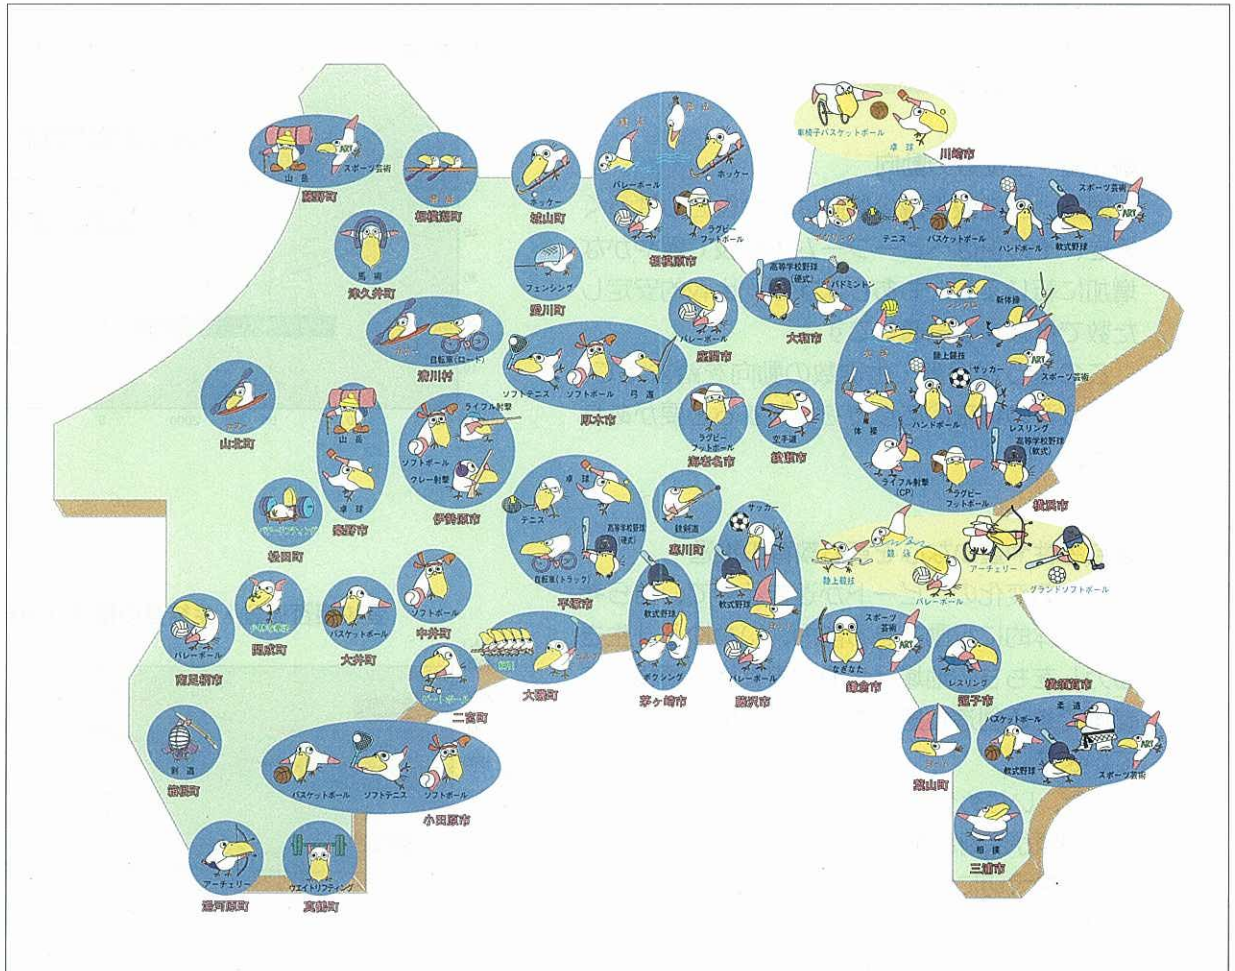 山岳
スポーツ芸術
ART
藤野町
相模湖町
ホッケー
城山町
バレーボール
ホッケー
ラグビー
フットボール
相模原市
車椅子バスケットボール
卓球
川崎市
テニス
バスケットボール
ハンドボール
軟式野球
スポーツ芸術
ART
馬術
津久井町
フェンシング
愛川町
バレーボール
座間市
高等学校野球
(硬式)
バドミントン
大和市
自転車(ロード)
清川村
ソフトテニス
ソフトボール
弓道
厚木市
新体操
陸上競技
スポーツ芸術
ART
サッカー
体操
ハンドボール
レスリング
ライフル射撃
(CP)
ラグビー
フットボール
高等学校野球
(軟式)
横浜市
山北町
山岳
卓球
秦野市
ソフトボール
ライフル射撃
クレー射撃
伊勢原市
ラグビー
フットボール
海老名市
空手道
綾瀬市
松田町
テニス
卓球
高等学校野球
(硬式)
自転車(トラック)
平塚市
銃剣道
寒川町
サッカー
軟式野球
バレーボール
藤沢市
陸上競技
競泳
バレーボール
アーチェリー
グランドソフトボール
バレーボール
南足柄市
開成町
バスケットボール
大井町
ソフトボール
中井町
ゲートボール
二宮町
大磯町
軟式野球
ボクシング
茅ヶ崎市
なぎなた
スポーツ
芸術
ART
鎌倉市
レスリング
逗子市
横須賀市
バスケットボール
柔道
軟式野球
スポーツ芸術
ART
葉山町
剣道
箱根町
バスケットボール
ソフトテニス
ソフトボール
小田原市
相撲
三浦市
アーチェリー
湯河原町
ウエイトリフティング
真鶴町